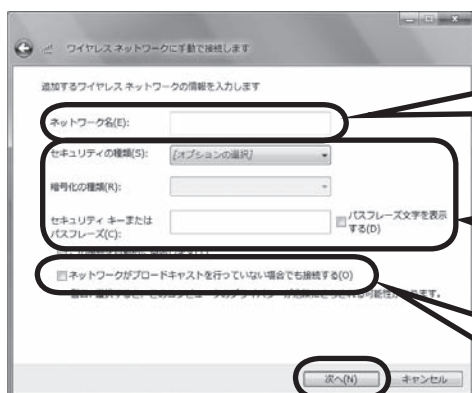 ワイヤレス ネットワークに手動で接続します
追加するワイヤレス ネットワークの情報を入力します
ネットワーク名(E):
セキュリティの種類(S): [オプションの選択]
暗号化の種類(R):
セキュリティ キーまたは
パスフレーズ(C):
パスフレーズ文字を表示
する(D)
ネットワークがブロードキャストを行っていない場合でも接続する(O)
次へ(N) キャンセル